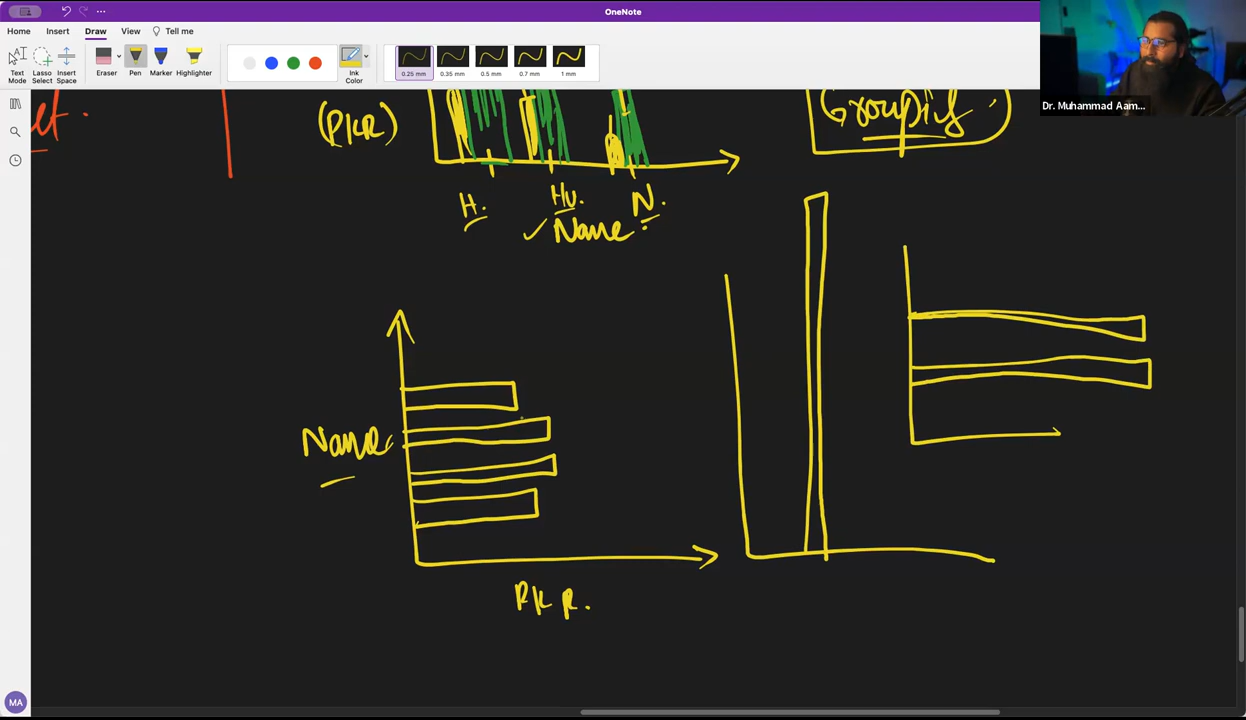 OneNote
Home Insert Draw View Tell me
Text Mode
Lasso Select
Insert Space
Eraser
Pen
Marker
Highlighter
Ink Color
0.25 mm
0.35 mm
0.5 mm
0.7 mm
1 mm
Dr. Muhammad Aam...
(PKR)
H. Hu. N.
Name
Name
PKR.
MA